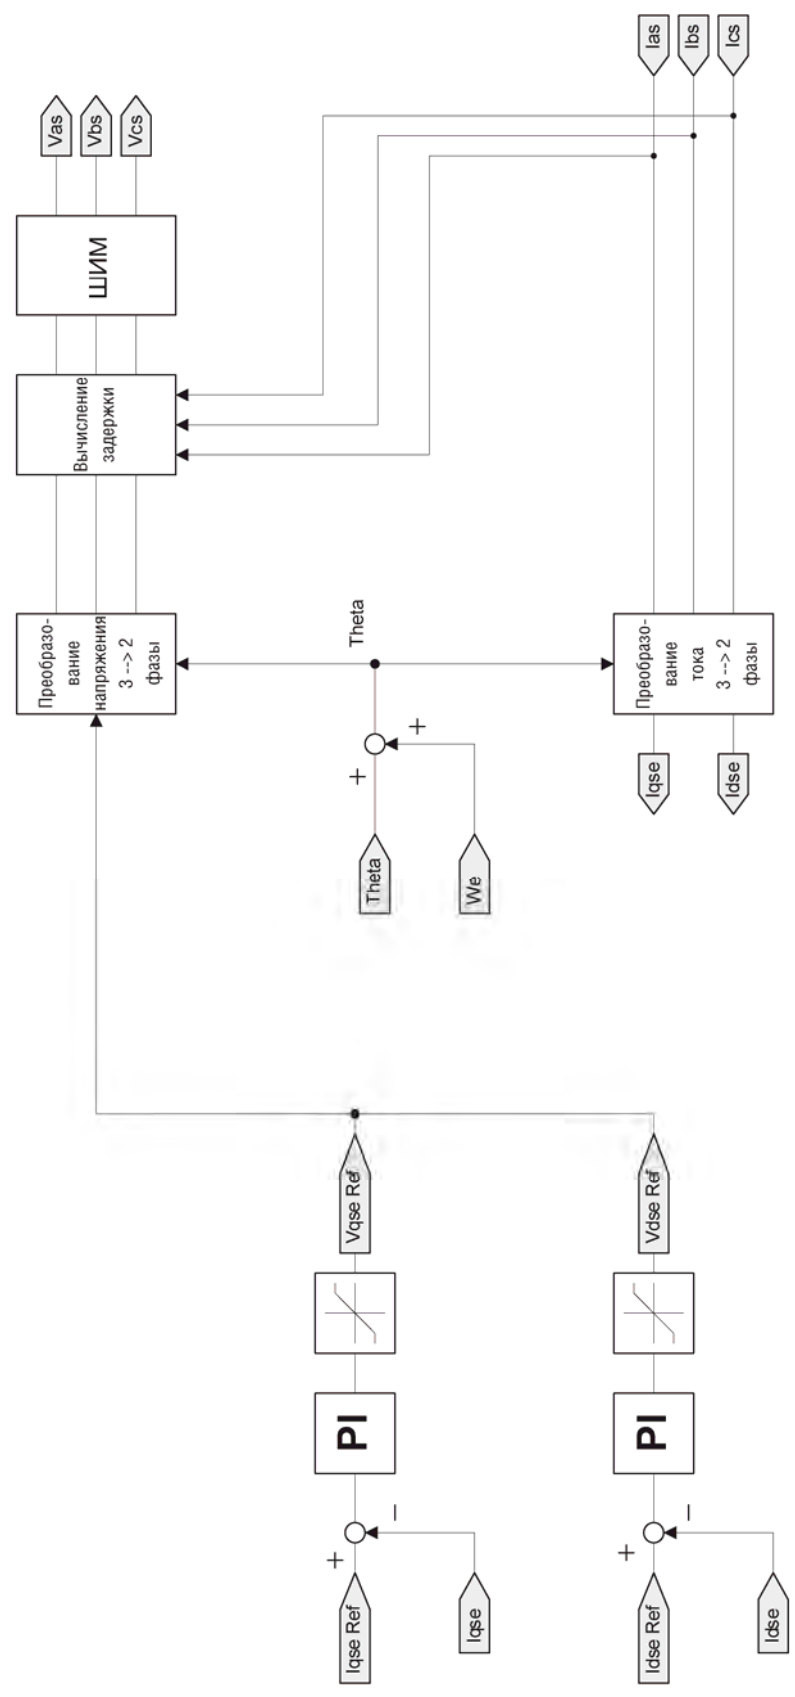 Iqse Ref
+
−
Iqse
PI
Vqse Ref
Idse Ref
+
−
Idse
PI
Vdse Ref
Theta
+
+
We
Theta
Преобразо-
вание
напряжения
3 --> 2
фазы
Вычисление
задержки
ШИМ
Vas
Vbs
Vcs
Iqse
Idse
Преобразо-
вание
тока
3 --> 2
фазы
Ias
Ibs
Ics